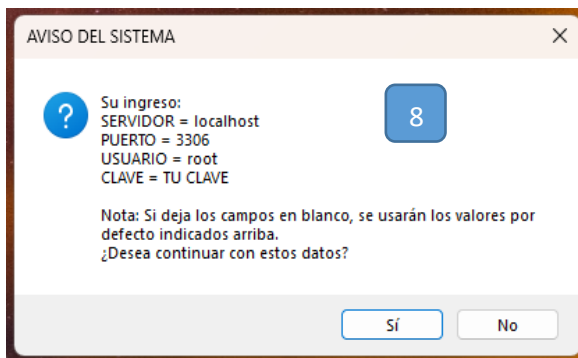 AVISO DEL SISTEMA
Su ingreso:
SERVIDOR = localhost
PUERTO = 3306
USUARIO = root
CLAVE = TU CLAVE
8
Nota: Si deja los campos en blanco, se usarán los valores por
defecto indicados arriba.
¿Desea continuar con estos datos?
Sí
No